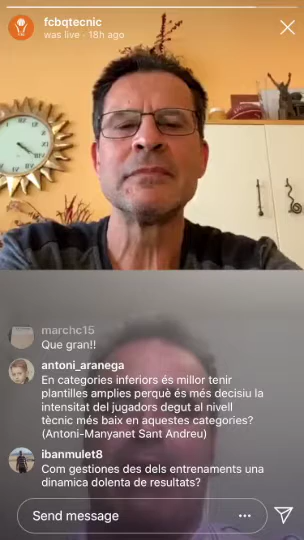 fcbqtecnic
was live · 18h ago
marchc15
Que gran!!
antoni_aranega
En categories inferiors és millor tenir
plantilles amplies perquè és més decisiu la
intensitat del jugadors degut al nivell
tècnic més baix en aquestes categories?
(Antoni-Manyanet Sant Andreu)
ibanmulet8
Com gestiones des dels entrenaments una
dinamica dolenta de resultats?
Send message